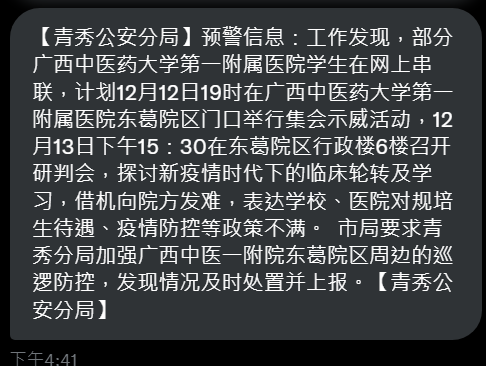 【青秀公安分局】预警信息：工作发现，部分
广西中医药大学第一附属医院学生在网上串
联，计划12月12日19时在广西中医药大学第一
附属医院东葛院区门口举行集会示威活动，12
月13日下午15：30在东葛院区行政楼6楼召开
研判会，探讨新疫情时代下的临床轮转及学
习，借机向院方发难，表达学校、医院对规培
生待遇、疫情防控等政策不满。 市局要求青
秀分局加强广西中医一附院东葛院区周边的巡
逻防控，发现情况及时处置并上报。【青秀公
安分局】
下午4:41